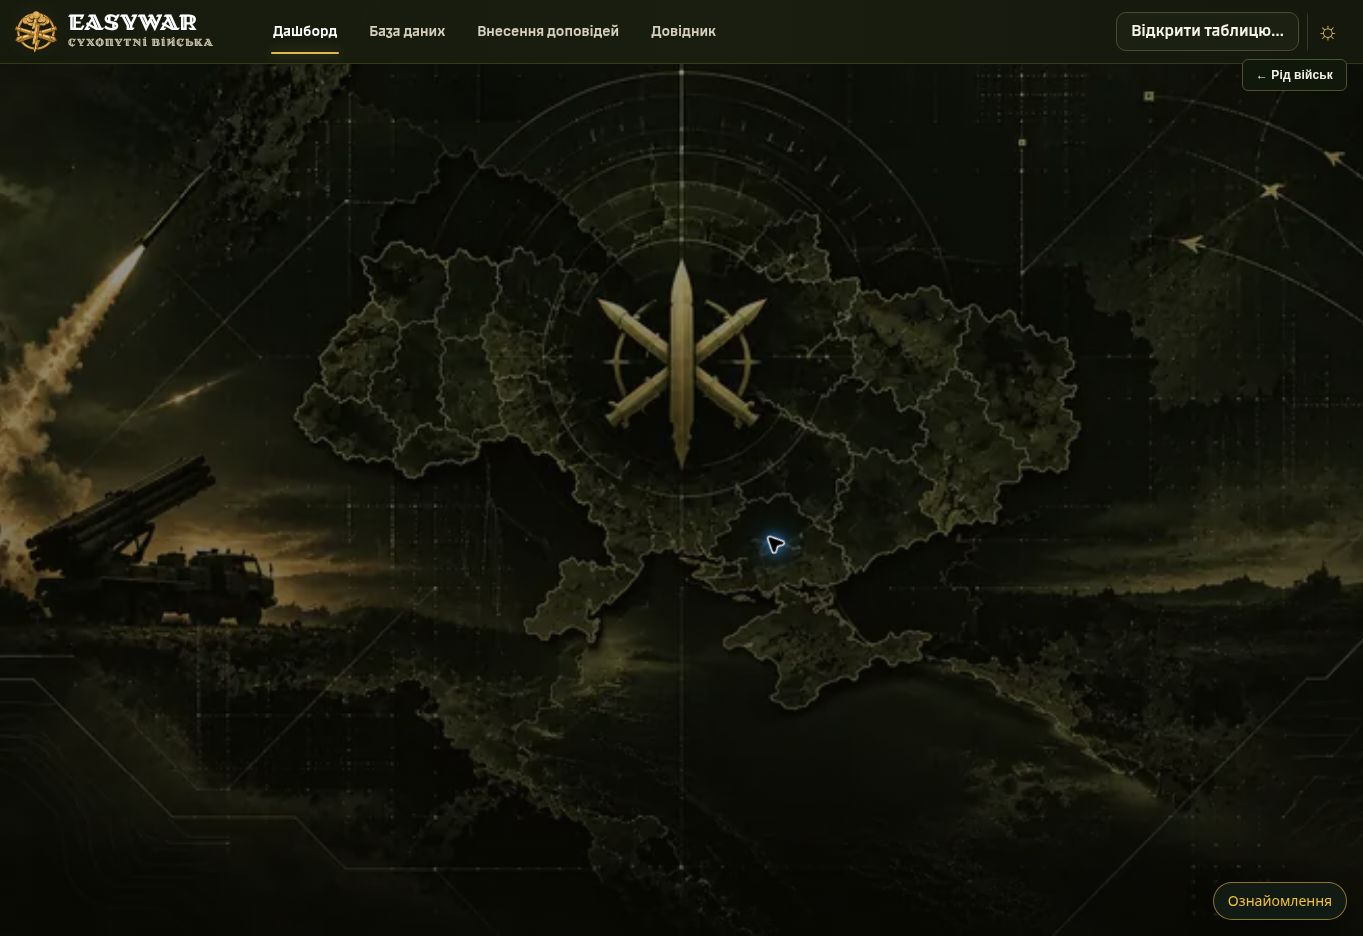 EASYWAR
СУХОПУТНІ ВІЙСЬКА
Дашборд
База даних
Внесення доповідей
Довідник
Відкрити таблицю...
← Рід військ
Ознайомлення